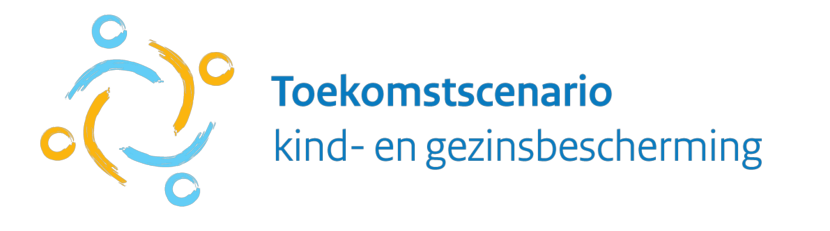 Toekomstscenario
kind- en gezinsbescherming